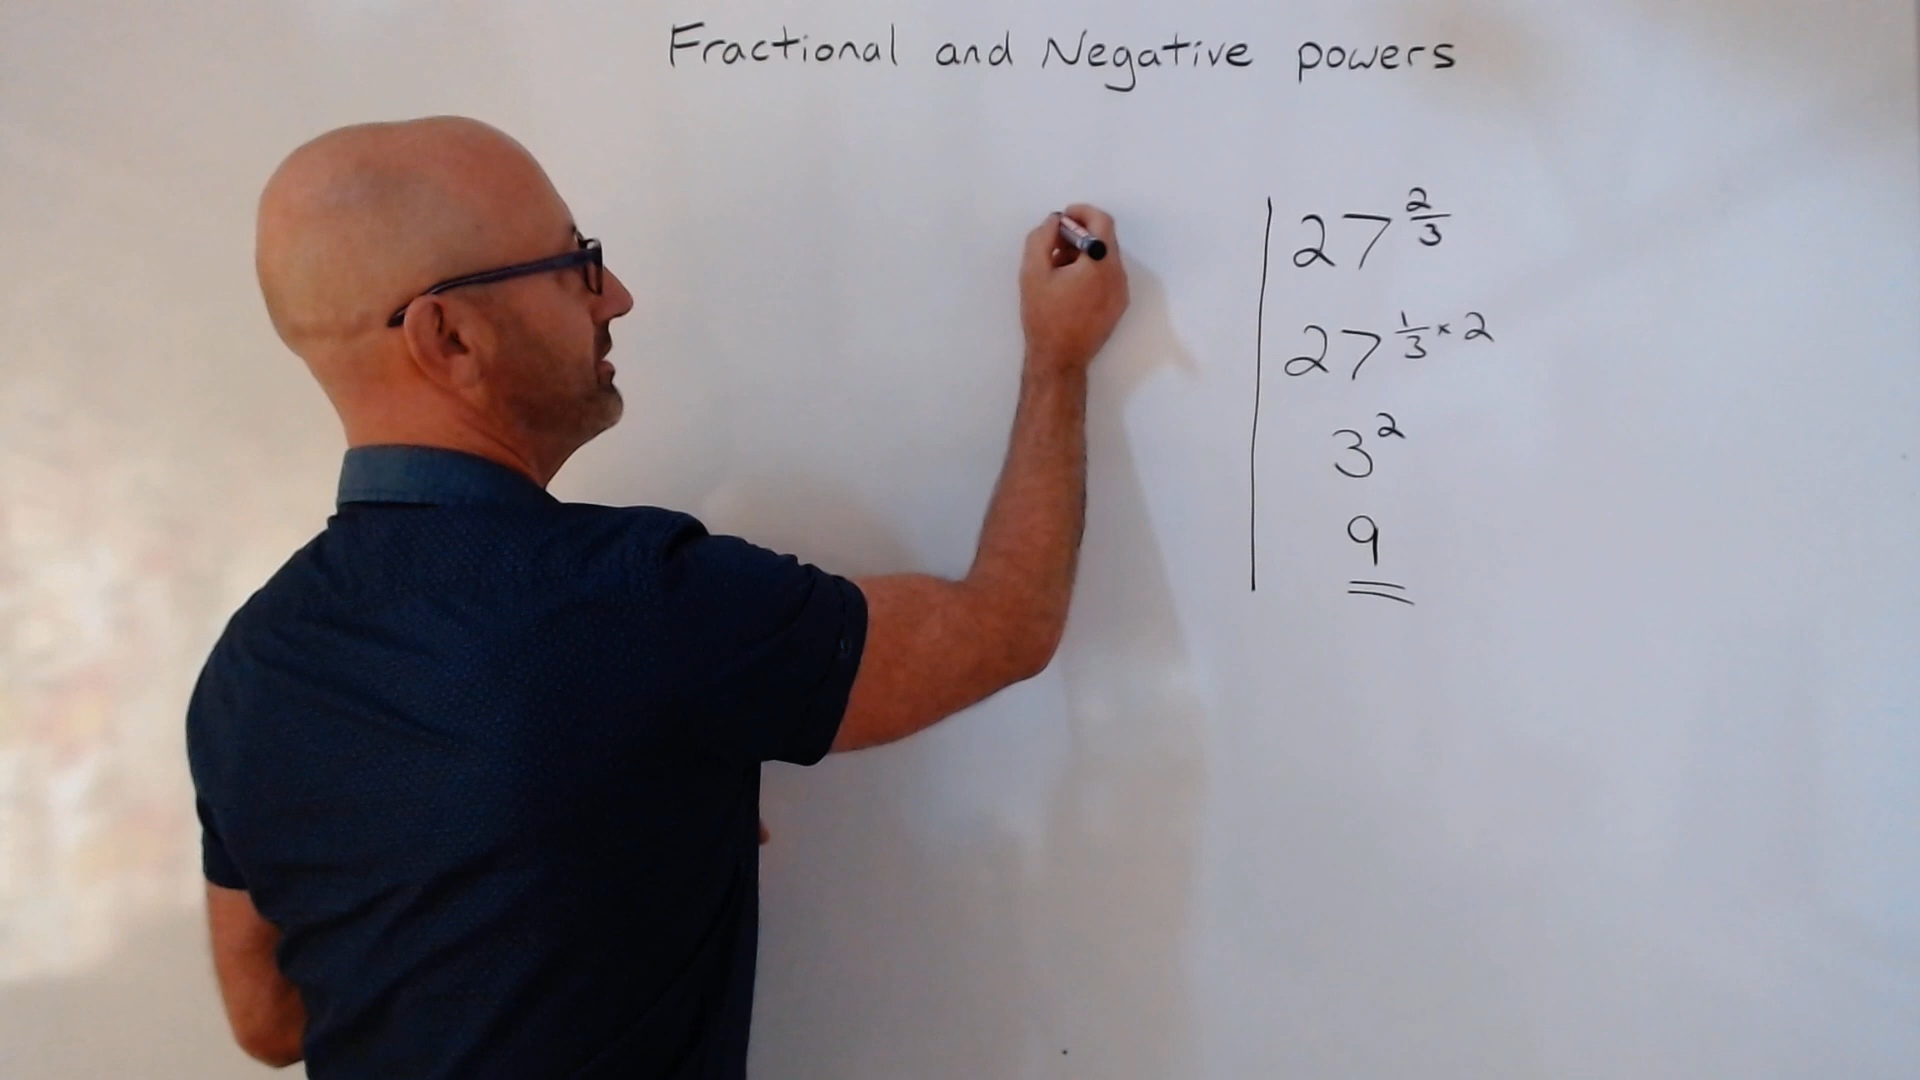 Fractional and Negative powers
27^(2/3)
27^(1/3 × 2)
3^2
9